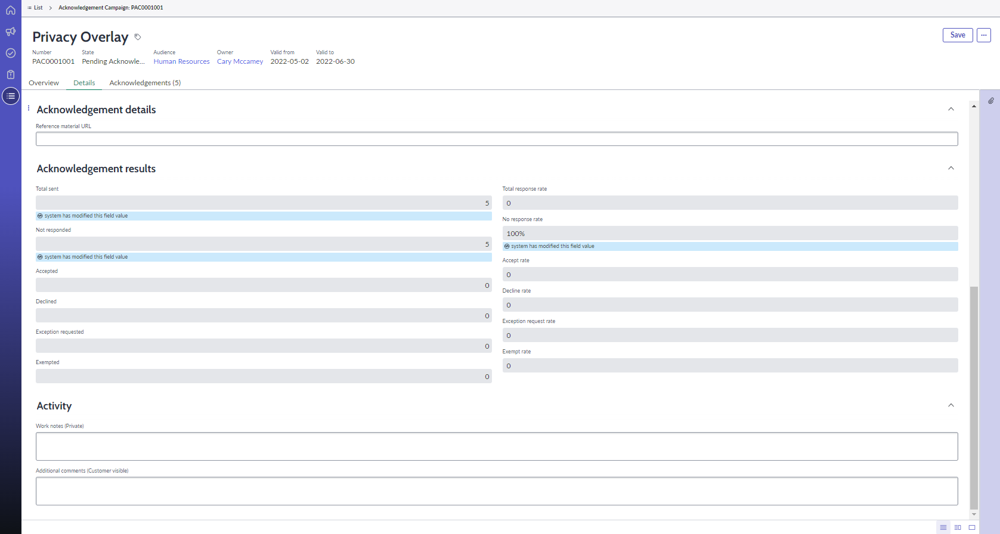 List > Acknowledgement Campaign: PAC0001001
Privacy Overlay
Save ...
Number State Audience Owner Valid from Valid to
PAC0001001 Pending Acknowle... Human Resources Cary Mccamey 2022-05-02 2022-06-30
Overview Details Acknowledgements (5)
Acknowledgement details
Reference material URL
Acknowledgement results
Total sent
5
system has modified this field value
Not responded
5
system has modified this field value
Accepted
0
Declined
0
Exception requested
0
Exempted
0
Total response rate
0
No response rate
100%
system has modified this field value
Accept rate
0
Decline rate
0
Exception request rate
0
Exempt rate
0
Activity
Work notes (Private)
Additional comments (Customer visible)